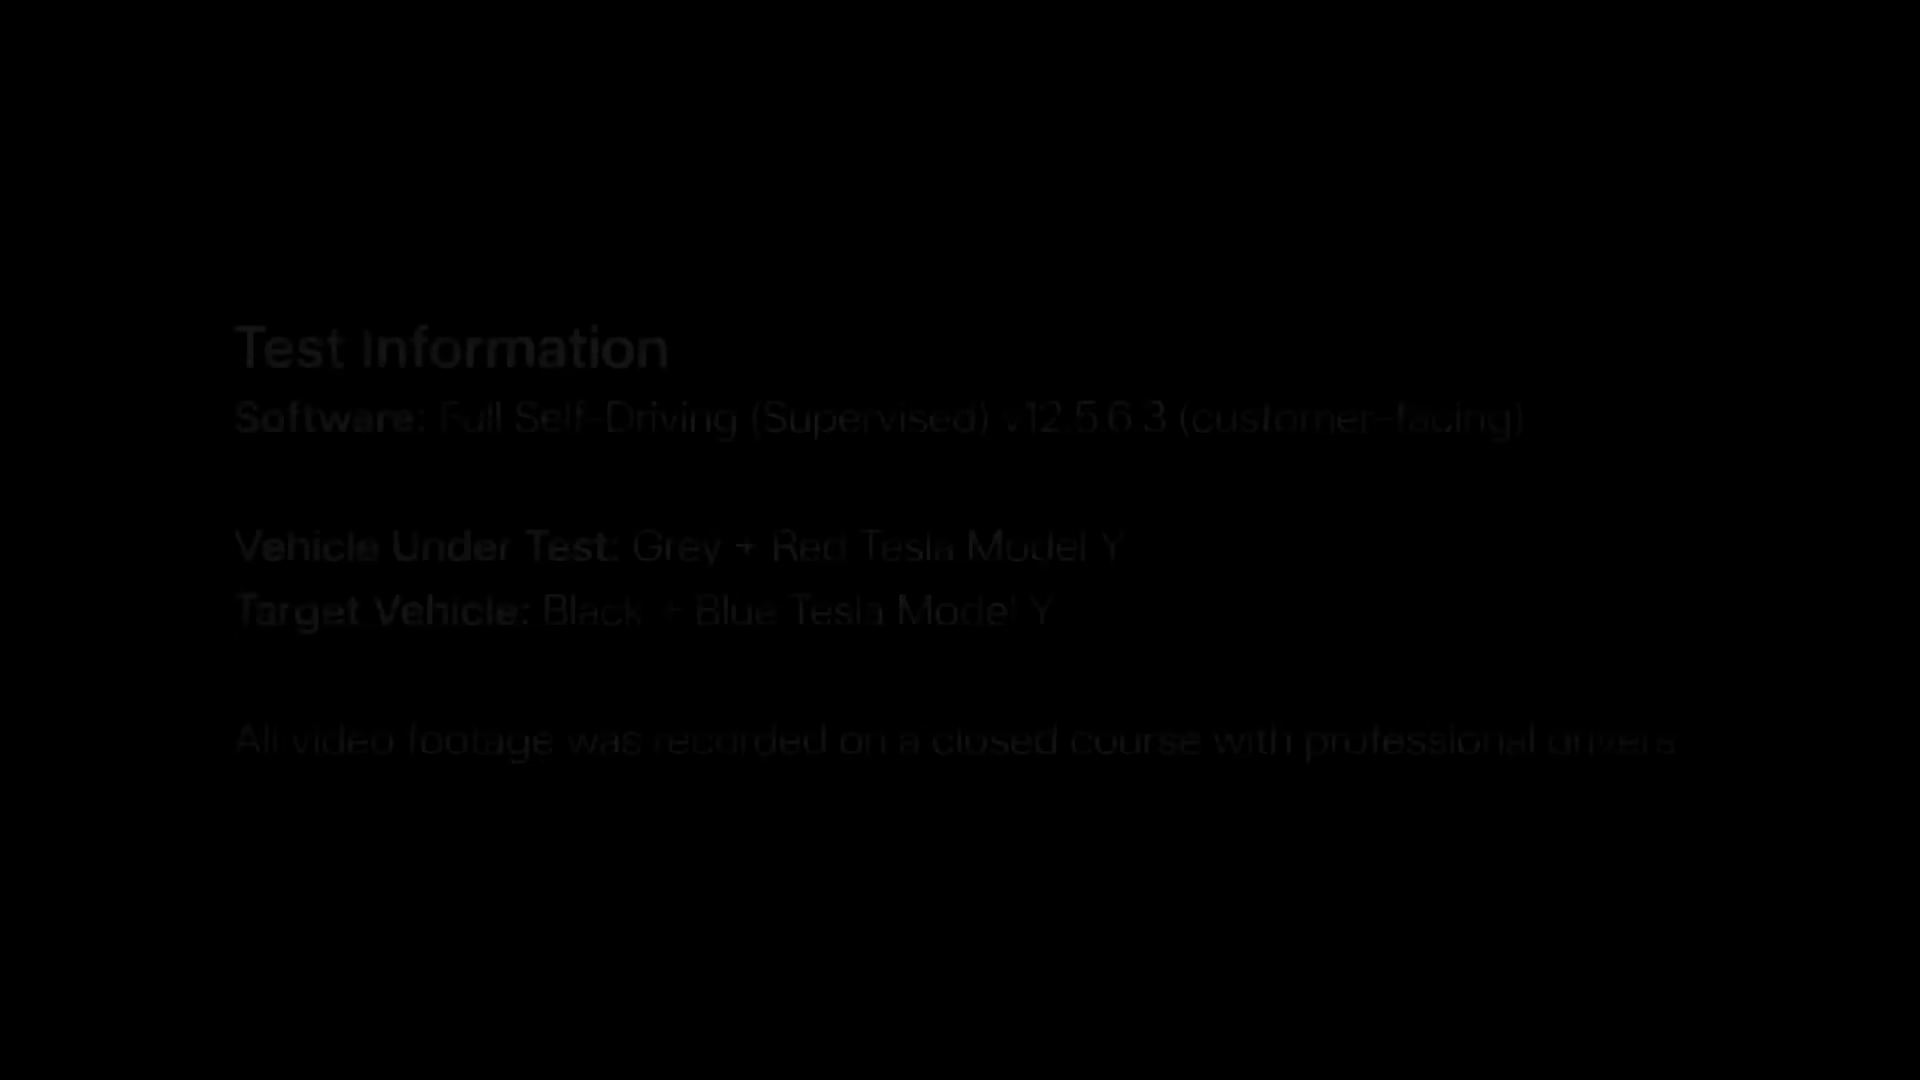 Test Information
Software: Full Self-Driving (Supervised) v12.5.6.3 (customer-facing)
Vehicle Under Test: Grey + Red Tesla Model Y
Target Vehicle: Black + Blue Tesla Model Y
All video footage was recorded on a closed course with professional drivers